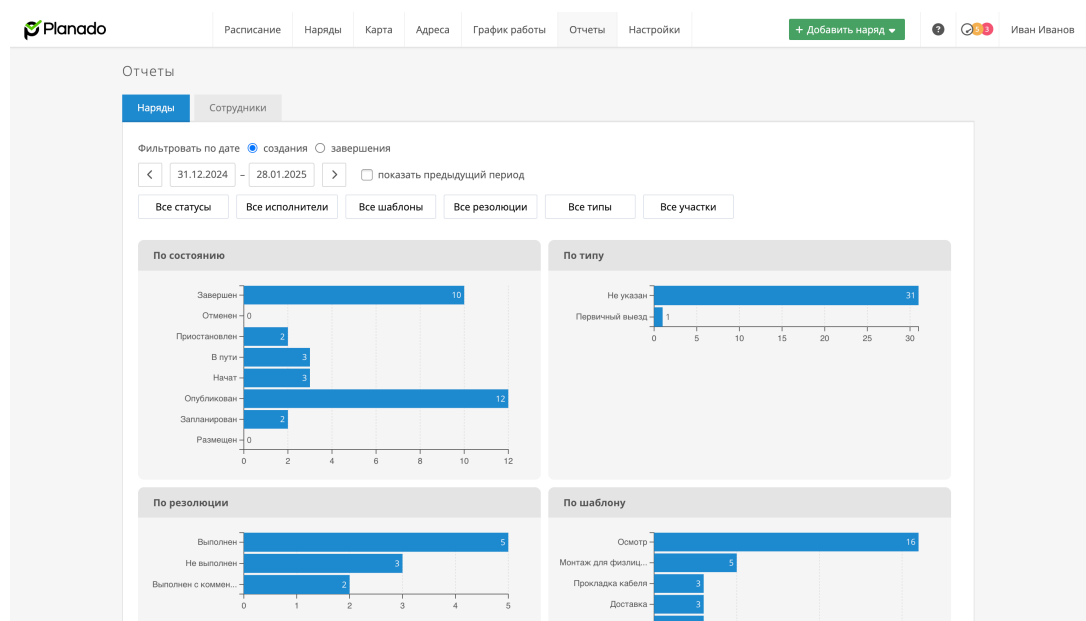 Planado
Расписание Наряды Карта Адреса График работы Отчеты Настройки + Добавить наряд ? 5 3 Иван Иванов
Отчеты
Наряды Сотрудники
Фильтровать по дате создания завершения
31.12.2024 – 28.01.2025 показать предыдущий период
Все статусы Все исполнители Все шаблоны Все резолюции Все типы Все участки
По состоянию
Завершен 10
Отменен 0
Приостановлен 2
В пути 3
Начат 3
Опубликован 12
Запланирован 2
Размещен 0
0 2 4 6 8 10 12
По типу
Не указан 31
Первичный выезд 1
0 5 10 15 20 25 30
По резолюции
Выполнен 5
Не выполнен 3
Выполнен с коммен... 2
0 1 2 3 4 5
По шаблону
Осмотр 16
Монтаж для физлиц... 5
Прокладка кабеля 3
Доставка 3